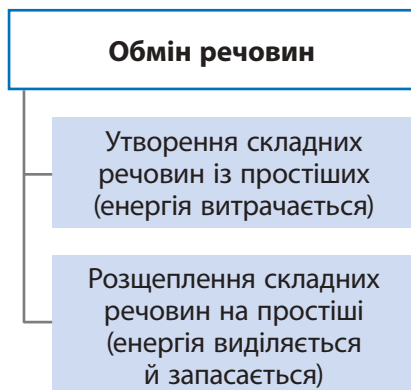 Обмін речовин
Утворення складних
речовин із простіших
(енергія витрачається)
Розщеплення складних
речовин на простіші
(енергія виділяється
й запасається)